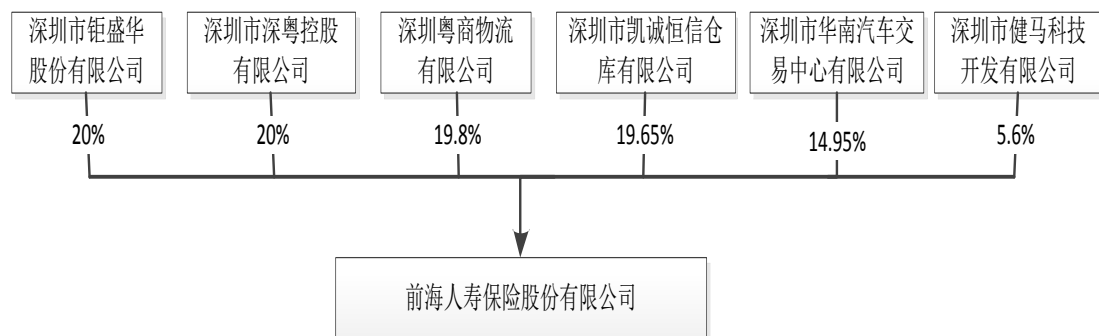 深圳市钜盛华
股份有限公司
深圳市深粤控股
有限公司
深圳粤商物流
有限公司
深圳市凯诚恒信仓
库有限公司
深圳市华南汽车交
易中心有限公司
深圳市健马科技
开发有限公司
20%
20%
19.8%
19.65%
14.95%
5.6%
前海人寿保险股份有限公司